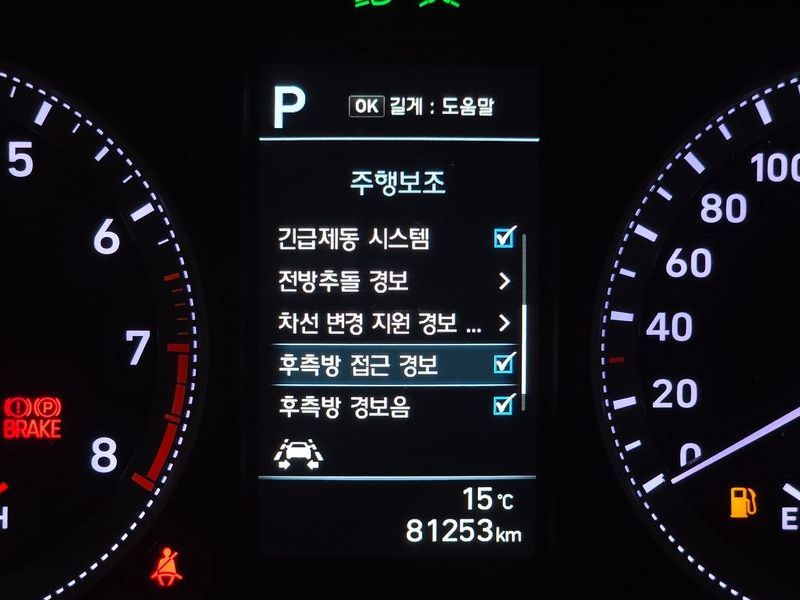 P OK 길게 : 도움말
주행보조
긴급제동 시스템
전방추돌 경보
차선 변경 지원 경보 ...
후측방 접근 경보
후측방 경보음
15℃
81253km
5
6
7
8
BRAKE
P
H
100
80
60
40
20
0
E